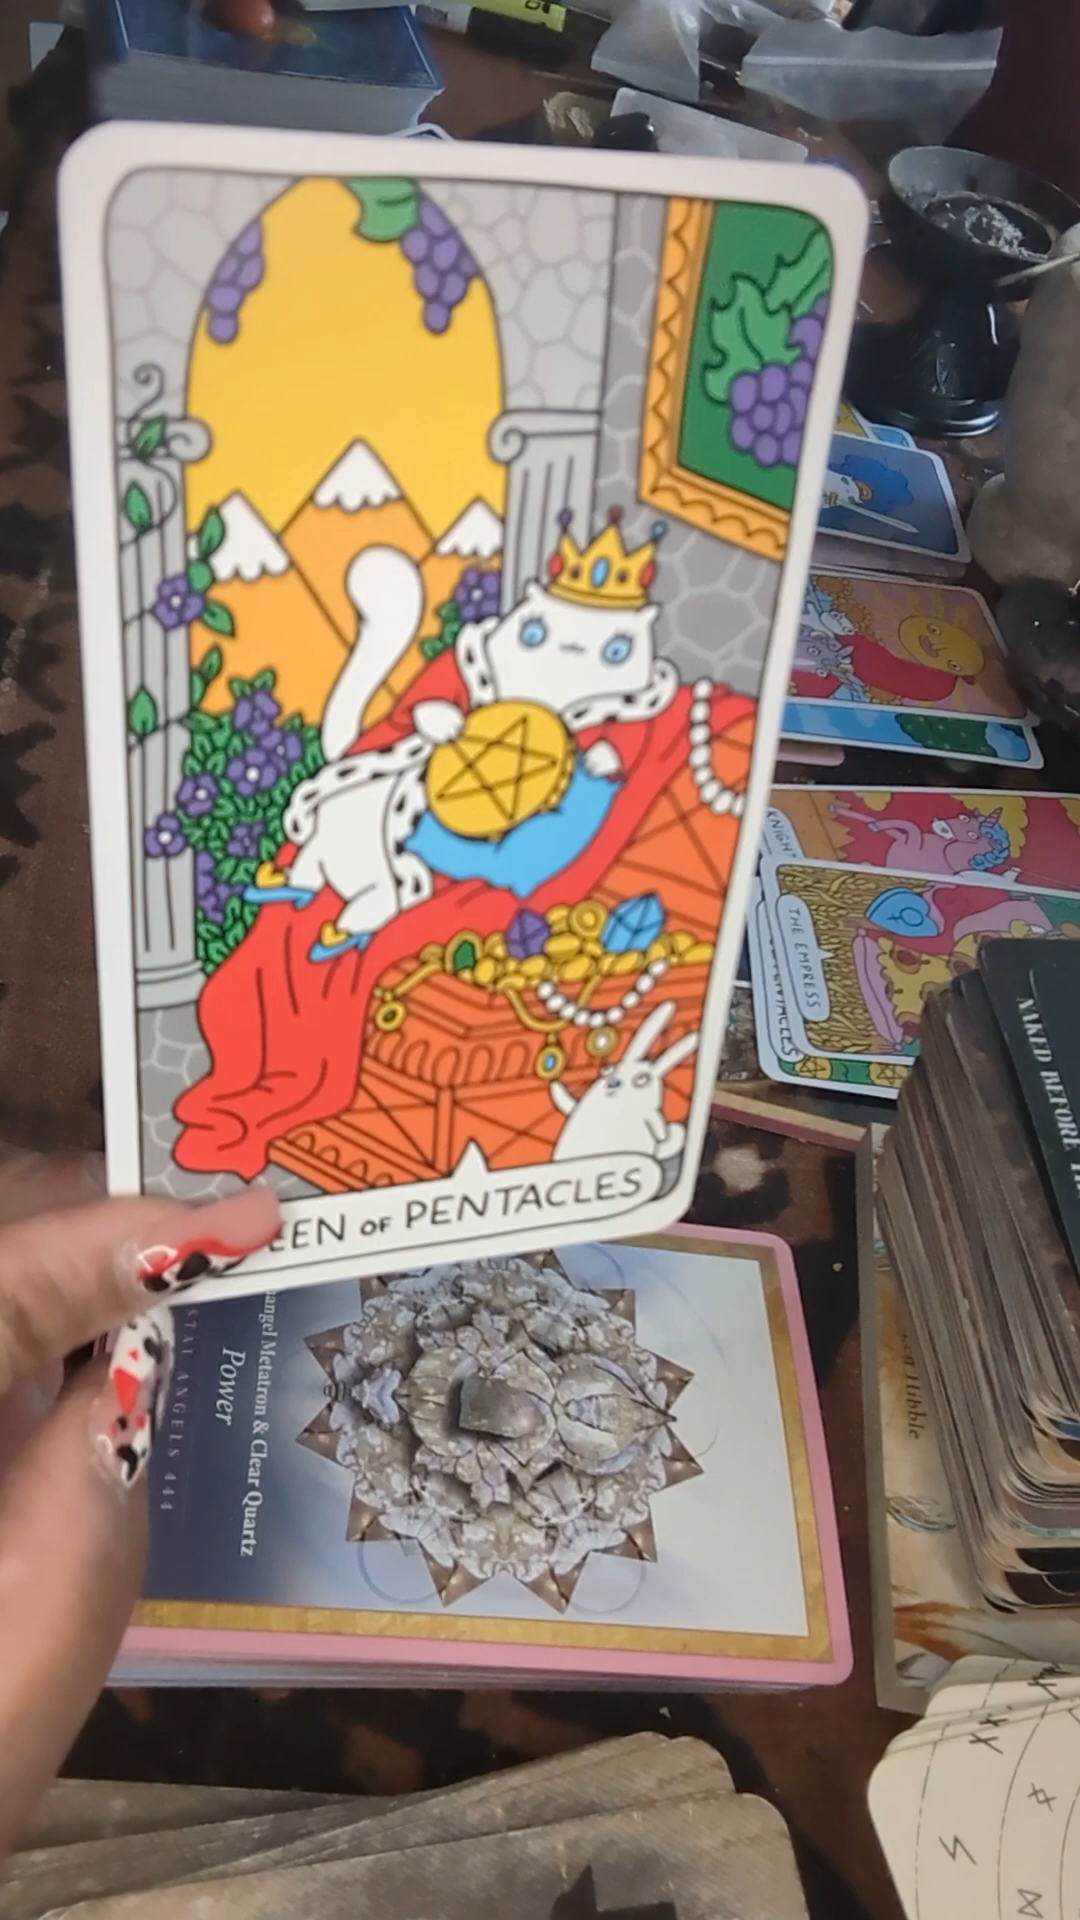 EEN OF PENTACLES
KNIGHT
THE EMPRESS
PENTACLES
NAKED BEFORE
angel Metatron & Clear Quartz
Power
STAL ANGELS 444
Hibble